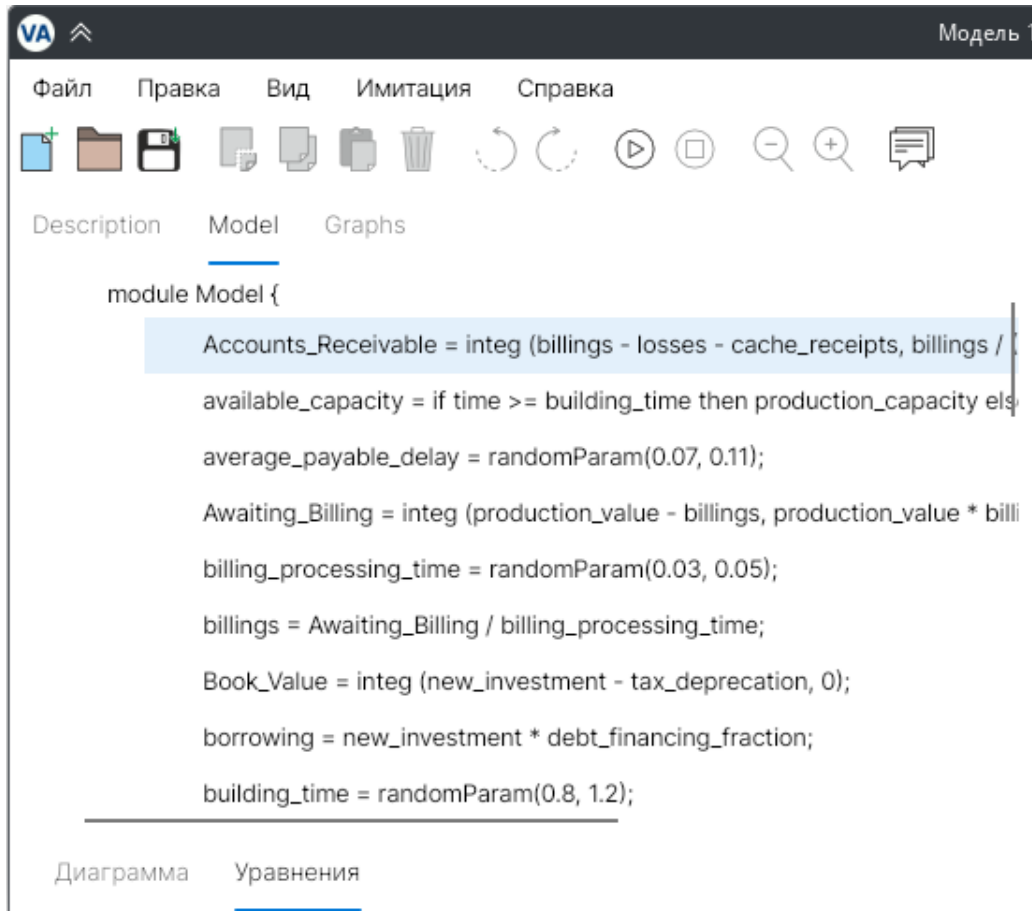 VA
Модель 1
Файл Правка Вид Имитация Справка
Description Model Graphs
module Model {
Accounts_Receivable = integ (billings - losses - cache_receipts, billings / (
available_capacity = if time >= building_time then production_capacity els
average_payable_delay = randomParam(0.07, 0.11);
Awaiting_Billing = integ (production_value - billings, production_value * billi
billing_processing_time = randomParam(0.03, 0.05);
billings = Awaiting_Billing / billing_processing_time;
Book_Value = integ (new_investment - tax_deprecation, 0);
borrowing = new_investment * debt_financing_fraction;
building_time = randomParam(0.8, 1.2);
Диаграмма Уравнения